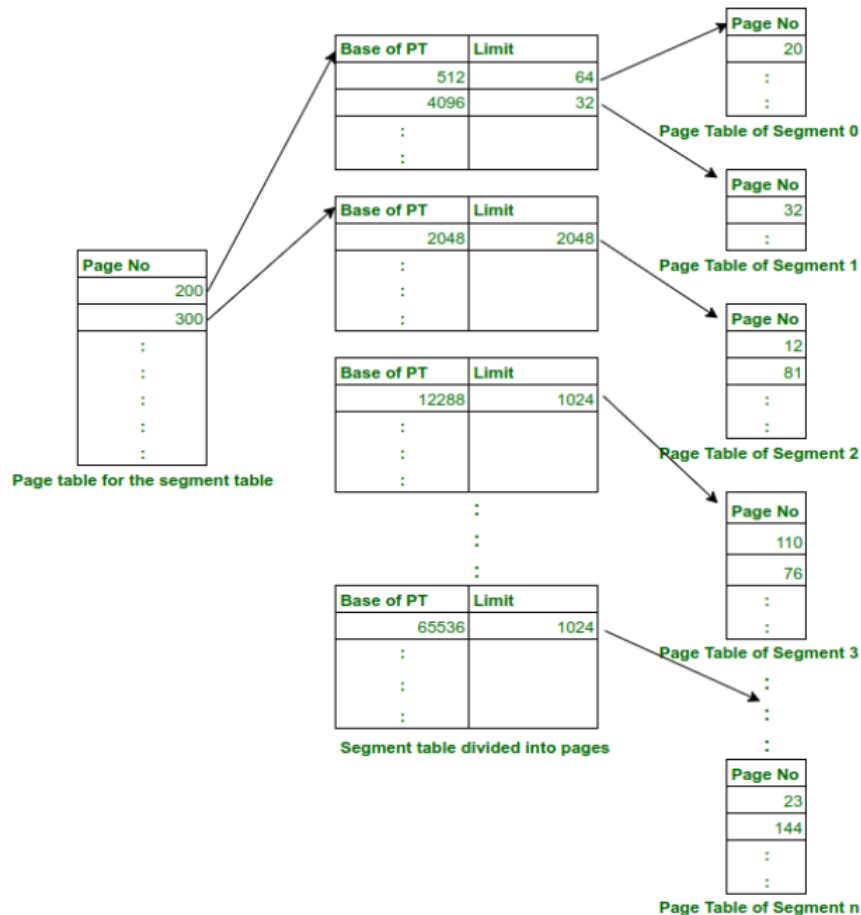 Page No
200
300
:
:
:
:
:
Page table for the segment table
Base of PT Limit
512 64
4096 32
:
:
Base of PT Limit
2048 2048
:
:
:
Base of PT Limit
12288 1024
:
:
:
:
:
:
Base of PT Limit
65536 1024
:
:
:
Segment table divided into pages
Page No
20
:
:
Page Table of Segment 0
Page No
32
:
Page Table of Segment 1
Page No
12
81
:
:
Page Table of Segment 2
Page No
110
76
:
:
Page Table of Segment 3
:
:
:
Page No
23
144
:
:
Page Table of Segment n